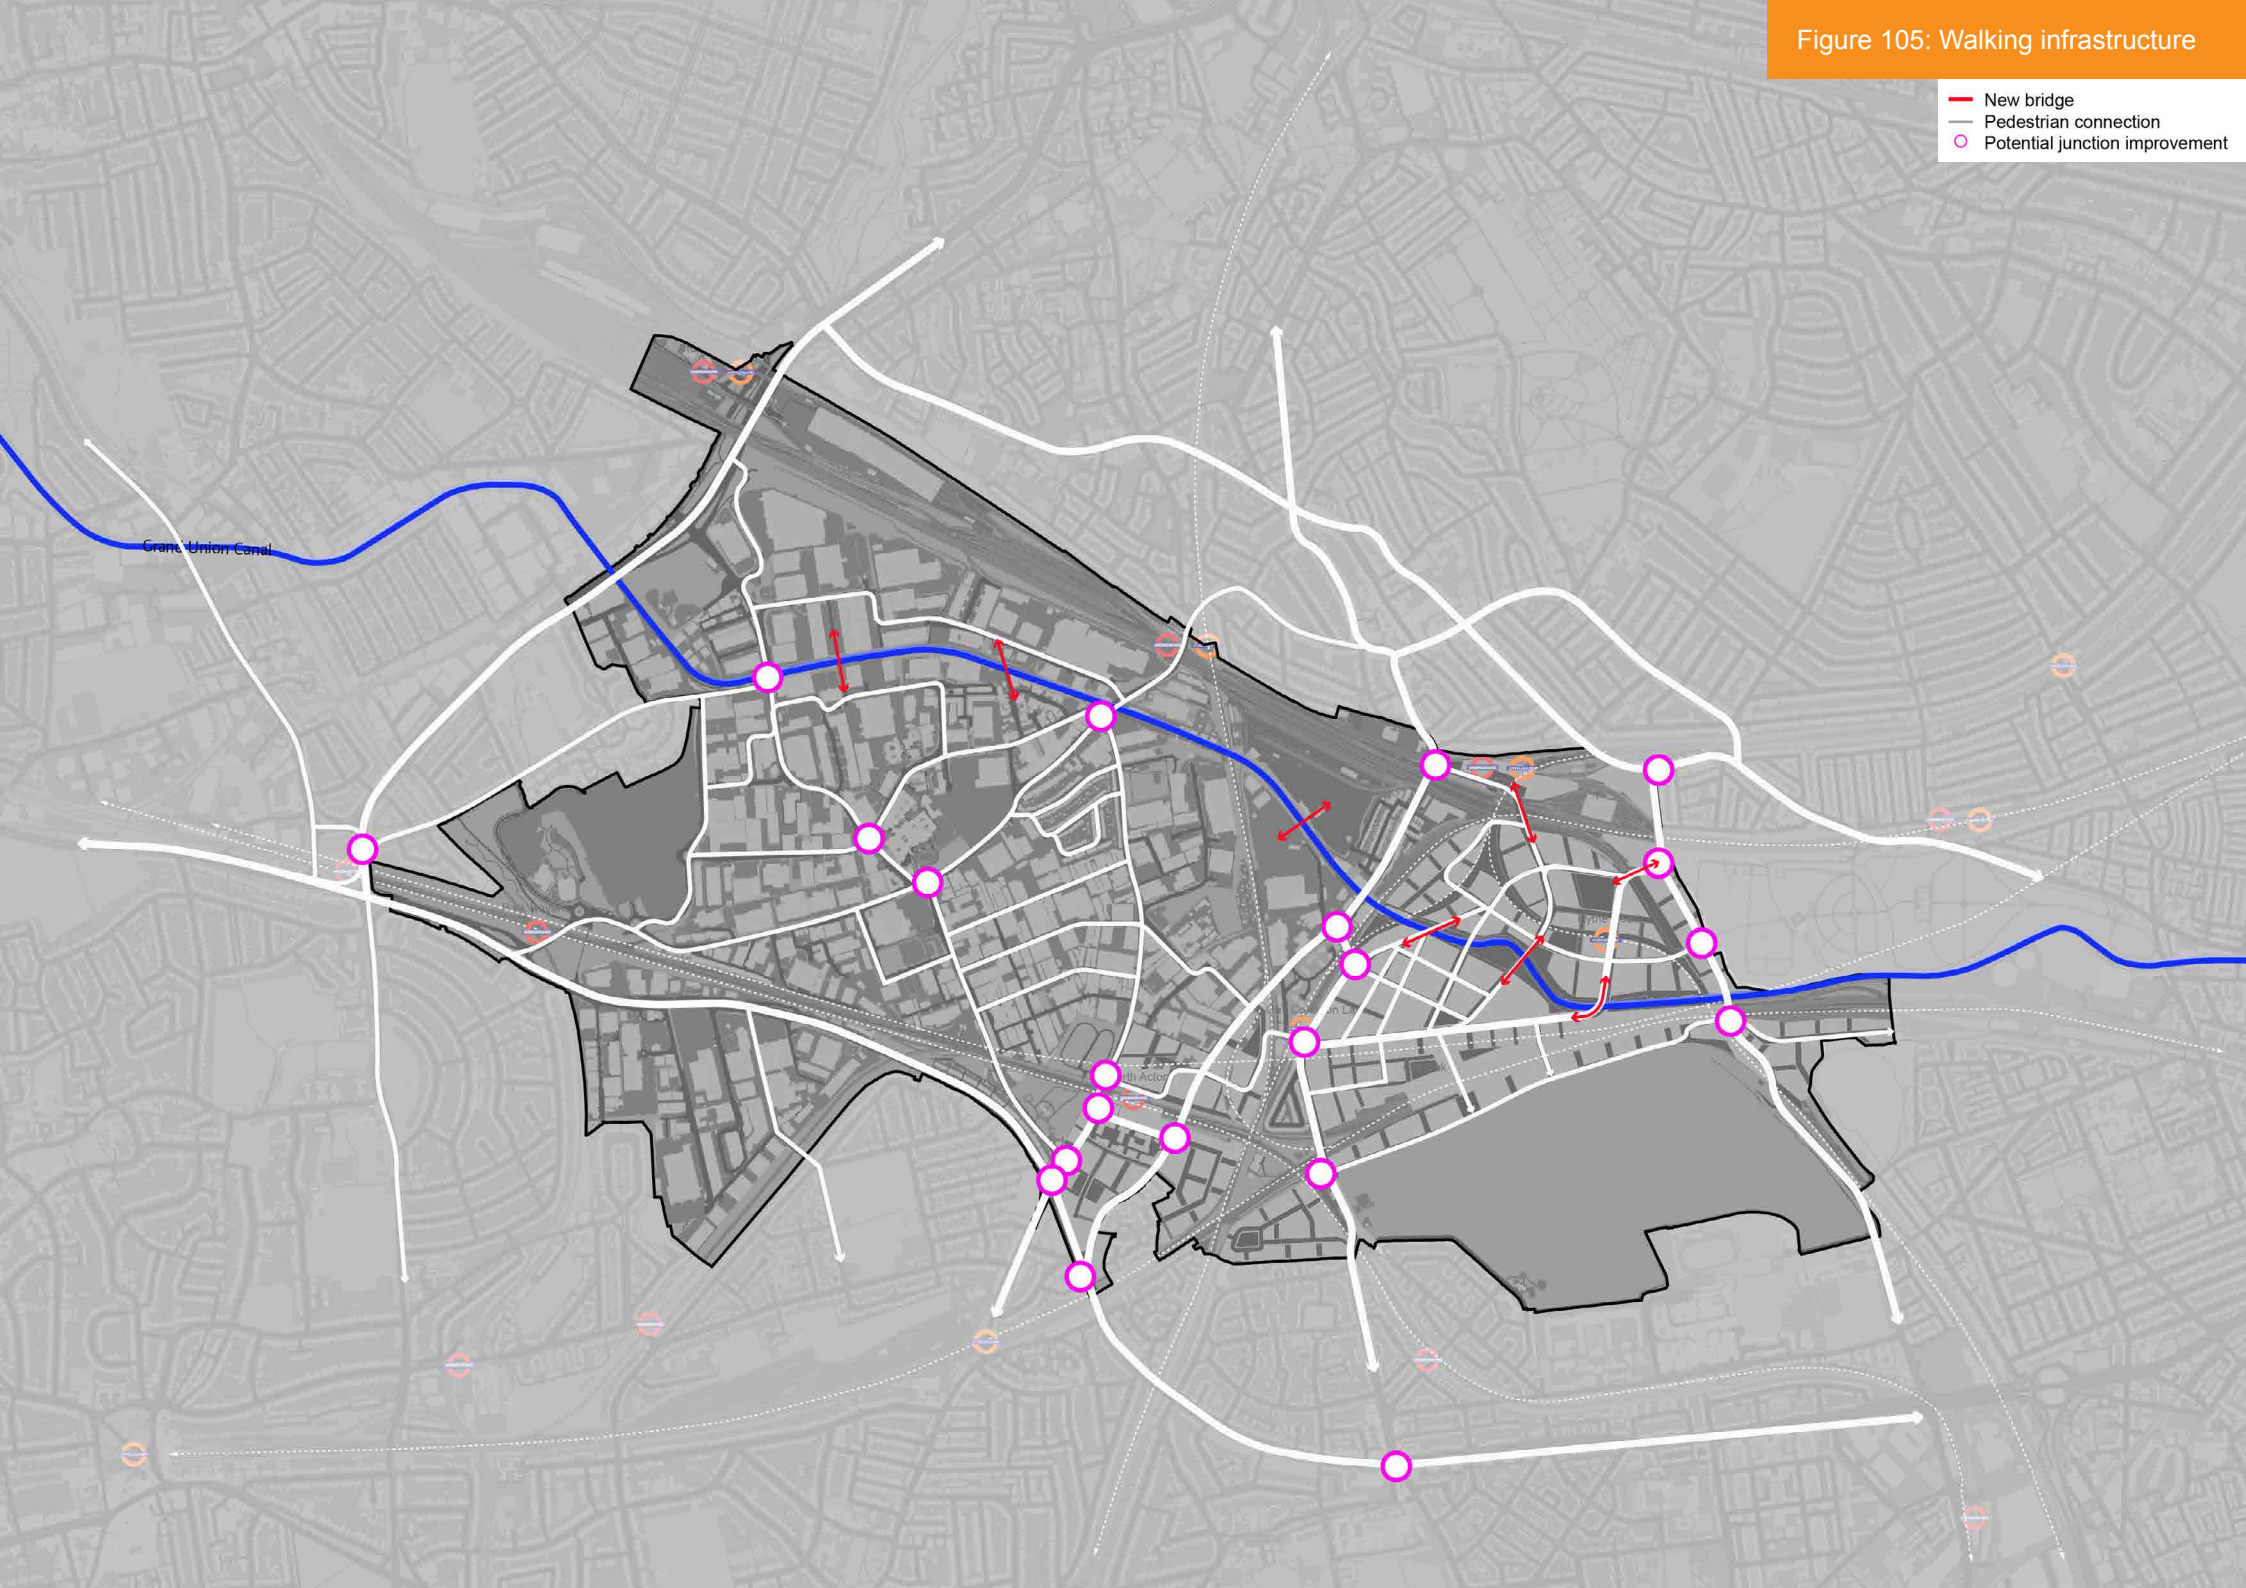 Figure 105: Walking infrastructure
New bridge
Pedestrian connection
Potential junction improvement
Grand Union Canal